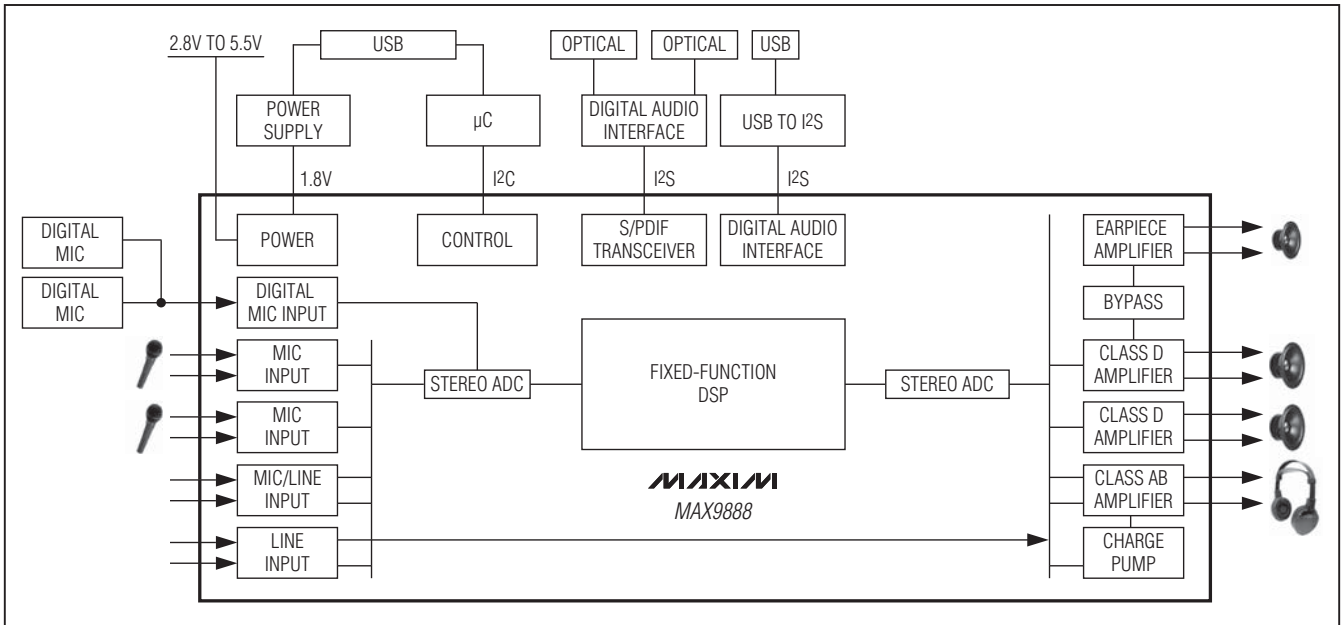 2.8V TO 5.5V
USB
OPTICAL
OPTICAL
USB
POWER
SUPPLY
µC
DIGITAL AUDIO
INTERFACE
USB TO I2S
1.8V
I2C
I2S
I2S
DIGITAL
MIC
DIGITAL
MIC
POWER
CONTROL
S/PDIF
TRANSCEIVER
DIGITAL AUDIO
INTERFACE
EARPIECE
AMPLIFIER
DIGITAL
MIC INPUT
BYPASS
MIC
INPUT
STEREO ADC
FIXED-FUNCTION
DSP
STEREO ADC
CLASS D
AMPLIFIER
MIC
INPUT
CLASS D
AMPLIFIER
MIC/LINE
INPUT
MAXIM
MAX9888
CLASS AB
AMPLIFIER
LINE
INPUT
CHARGE
PUMP